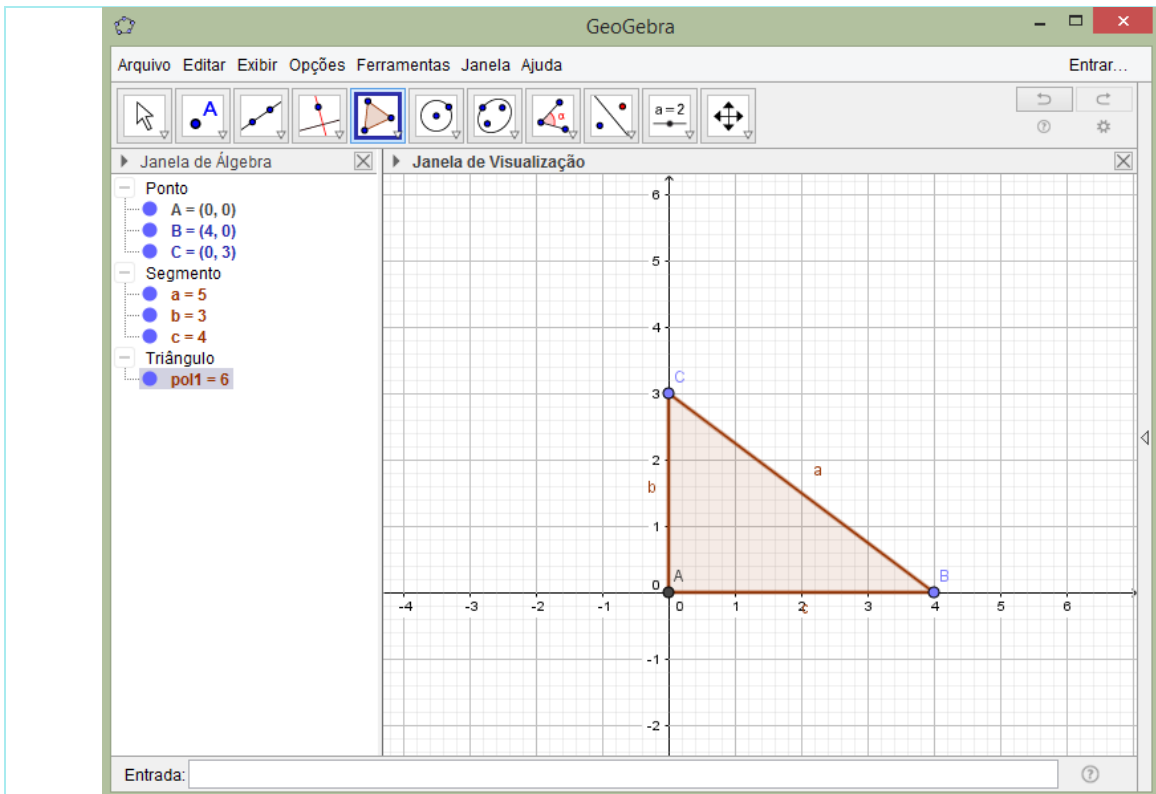 GeoGebra
Arquivo Editar Exibir Opções Ferramentas Janela Ajuda Entrar...
A α a=2
Janela de Álgebra
Ponto
A = (0, 0)
B = (4, 0)
C = (0, 3)
Segmento
a = 5
b = 3
c = 4
Triângulo
pol1 = 6
Janela de Visualização
6
5
4
3 C
2 a
b
1
0 A B
-4 -3 -2 -1 0 1 2 c 3 4 5 6
-1
-2
Entrada: